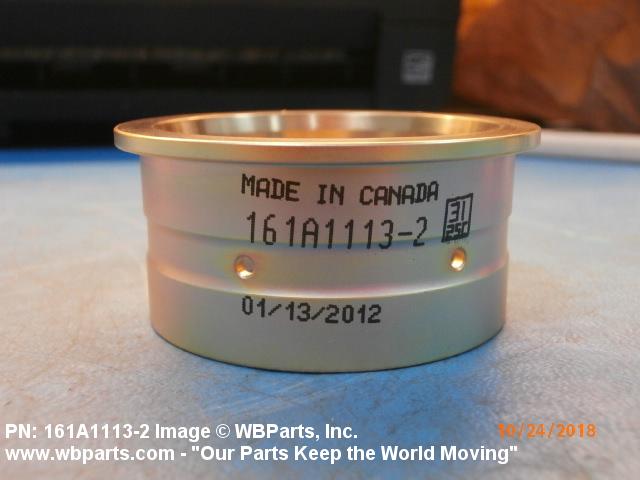 MADE IN CANADA
161A1113-2
31
250
01/13/2012
PN: 161A1113-2 Image © WBParts, Inc.
10/24/2018
www.wbparts.com - "Our Parts Keep the World Moving"